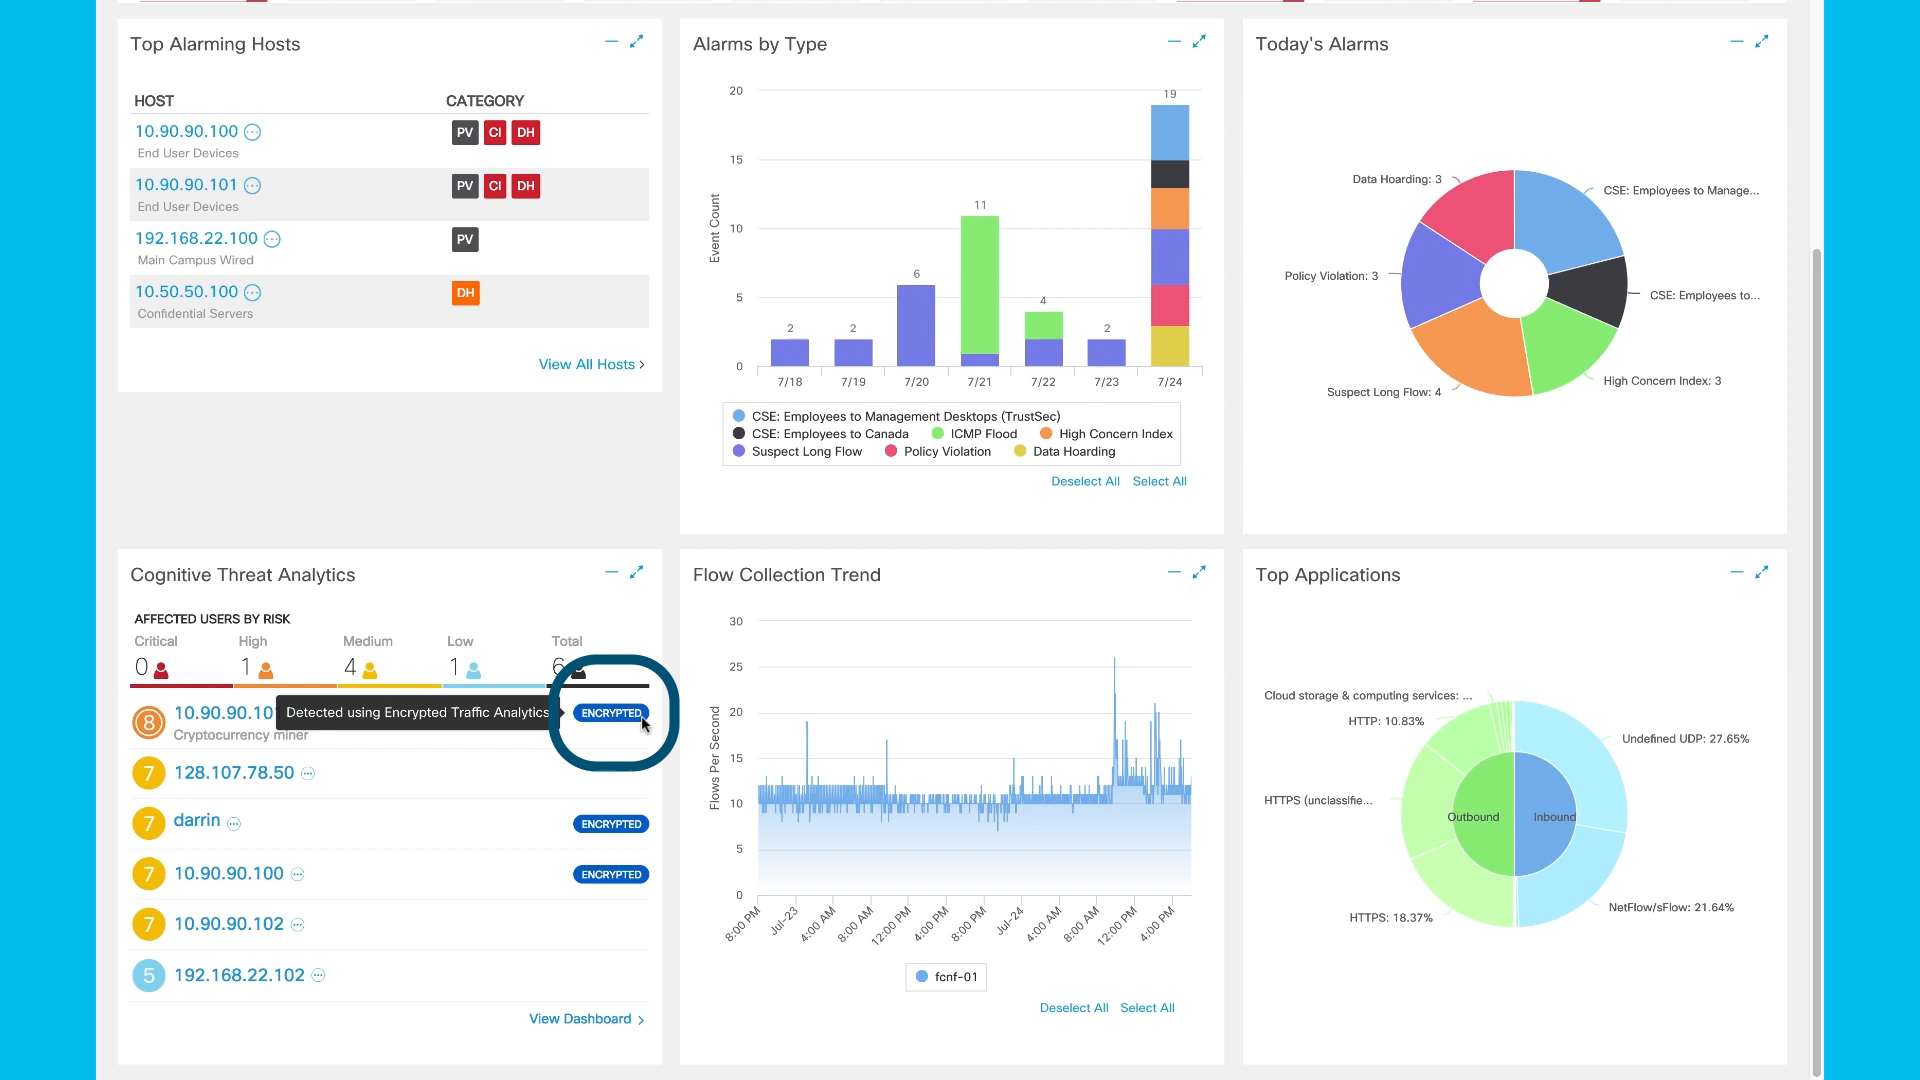 Top Alarming Hosts
HOST CATEGORY
10.90.90.100 PV CI DH
End User Devices
10.90.90.101 PV CI DH
End User Devices
192.168.22.100 PV
Main Campus Wired
10.50.50.100 DH
Confidential Servers
View All Hosts >
Alarms by Type
Event Count
20
15
10
5
0
2
2
6
11
4
2
19
7/18 7/19 7/20 7/21 7/22 7/23 7/24
CSE: Employees to Management Desktops (TrustSec)
CSE: Employees to Canada ICMP Flood High Concern Index
Suspect Long Flow Policy Violation Data Hoarding
Deselect All Select All
Today's Alarms
Data Hoarding: 3
CSE: Employees to Manage...
Policy Violation: 3
CSE: Employees to...
High Concern Index: 3
Suspect Long Flow: 4
Cognitive Threat Analytics
AFFECTED USERS BY RISK
Critical High Medium Low Total
0 1 4 1 6
8 10.90.90.10 Detected using Encrypted Traffic Analytics ENCRYPTED
Cryptocurrency miner
7 128.107.78.50
7 darrin ENCRYPTED
7 10.90.90.100 ENCRYPTED
7 10.90.90.102
5 192.168.22.102
View Dashboard >
Flow Collection Trend
Flows Per Second
30
25
20
15
10
5
0
8:00 PM Jul-23 4:00 AM 8:00 AM 12:00 PM 4:00 PM 8:00 PM Jul-24 4:00 AM 8:00 AM 12:00 PM 4:00 PM
fcnf-01
Deselect All Select All
Top Applications
Cloud storage & computing services: ...
HTTP: 10.83%
Undefined UDP: 27.65%
HTTPS (unclassifie...
Outbound Inbound
NetFlow/sFlow: 21.64%
HTTPS: 18.37%